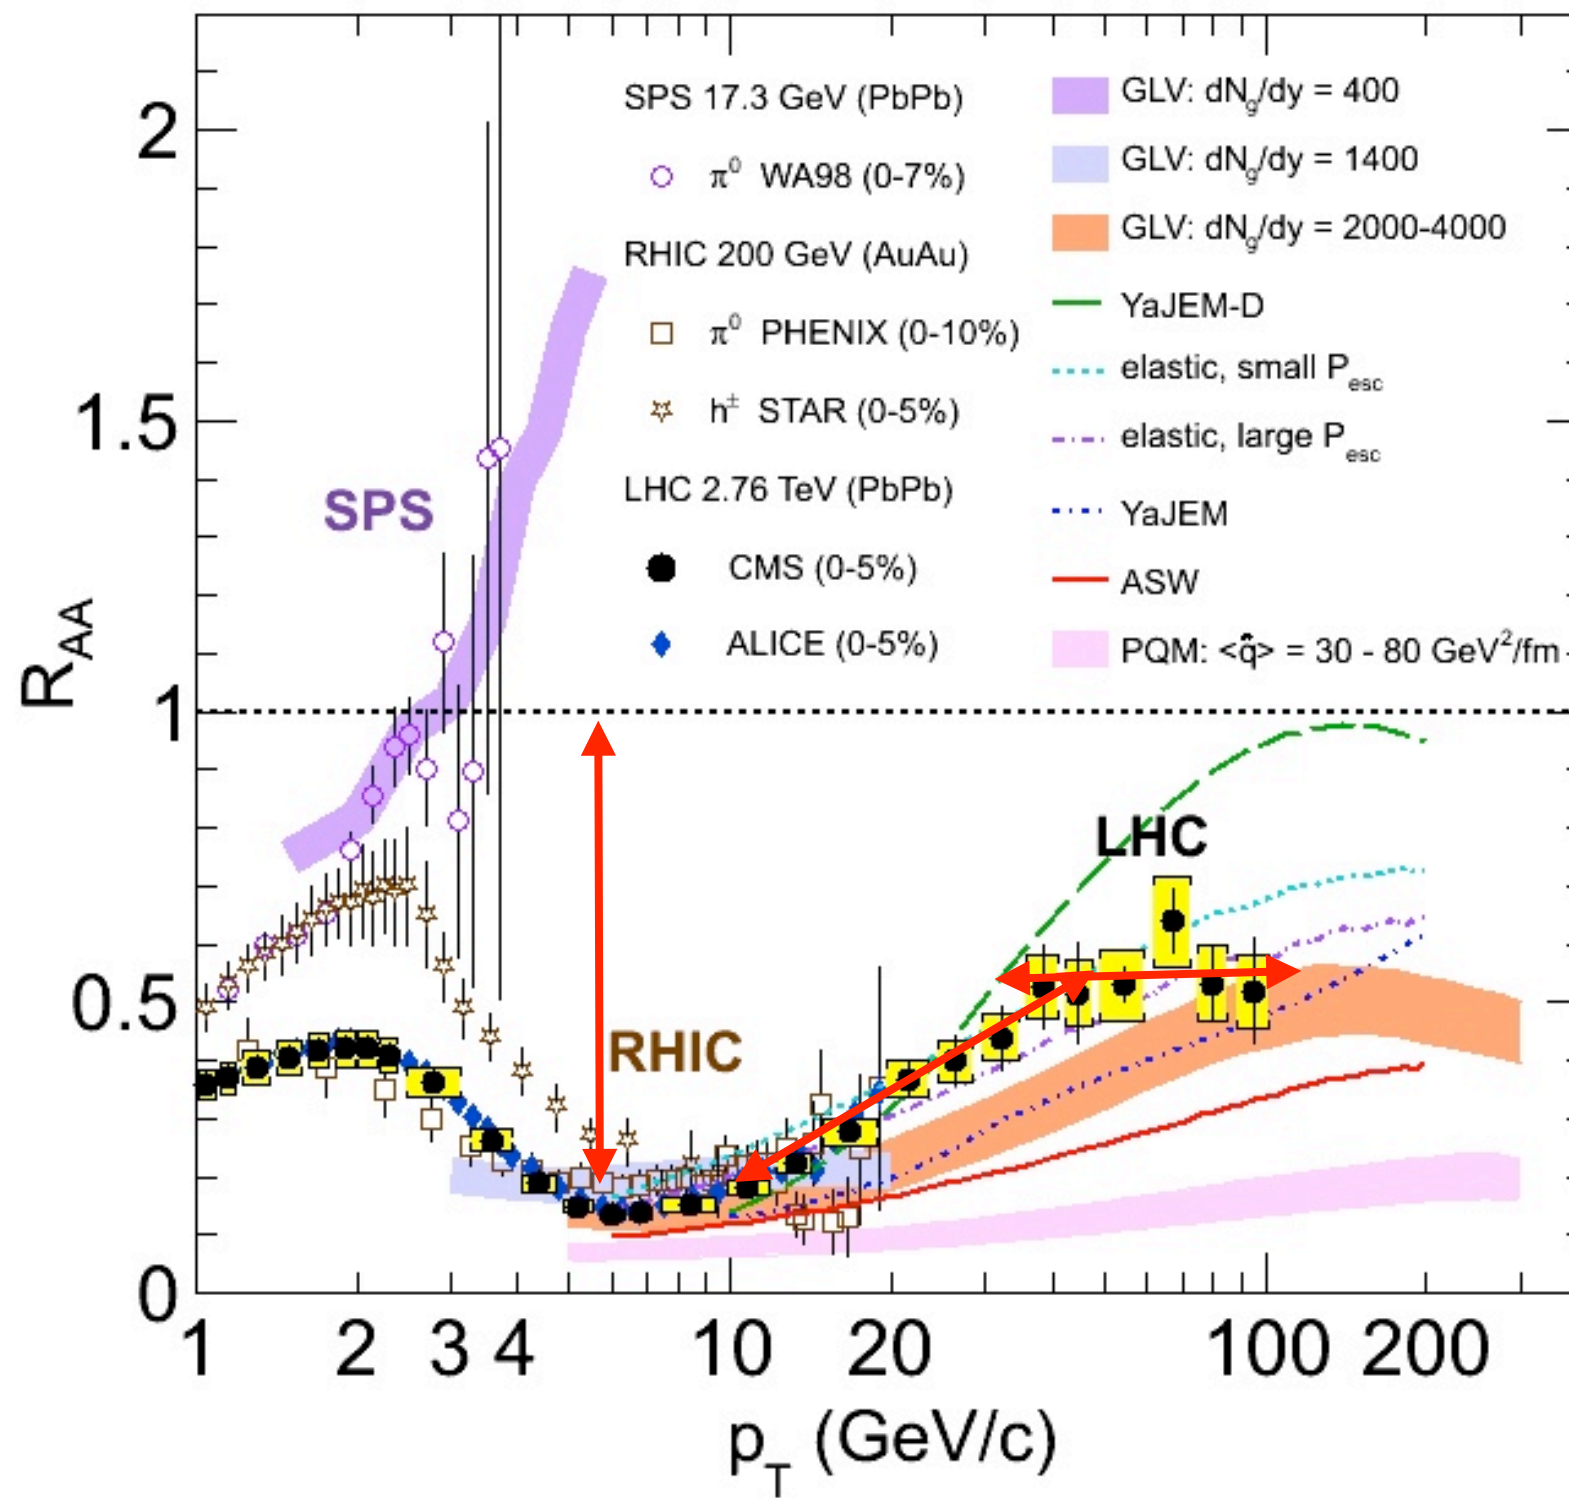 SPS 17.3 GeV (PbPb)
π⁰ WA98 (0-7%)
RHIC 200 GeV (AuAu)
π⁰ PHENIX (0-10%)
h± STAR (0-5%)
LHC 2.76 TeV (PbPb)
CMS (0-5%)
ALICE (0-5%)
GLV: dN_g/dy = 400
GLV: dN_g/dy = 1400
GLV: dN_g/dy = 2000-4000
YaJEM-D
elastic, small P_esc
elastic, large P_esc
YaJEM
ASW
PQM: <q̂> = 30 - 80 GeV²/fm
SPS
RHIC
LHC
R_AA
2
1.5
1
0.5
0
1 2 3 4 10 20 100 200
p_T (GeV/c)